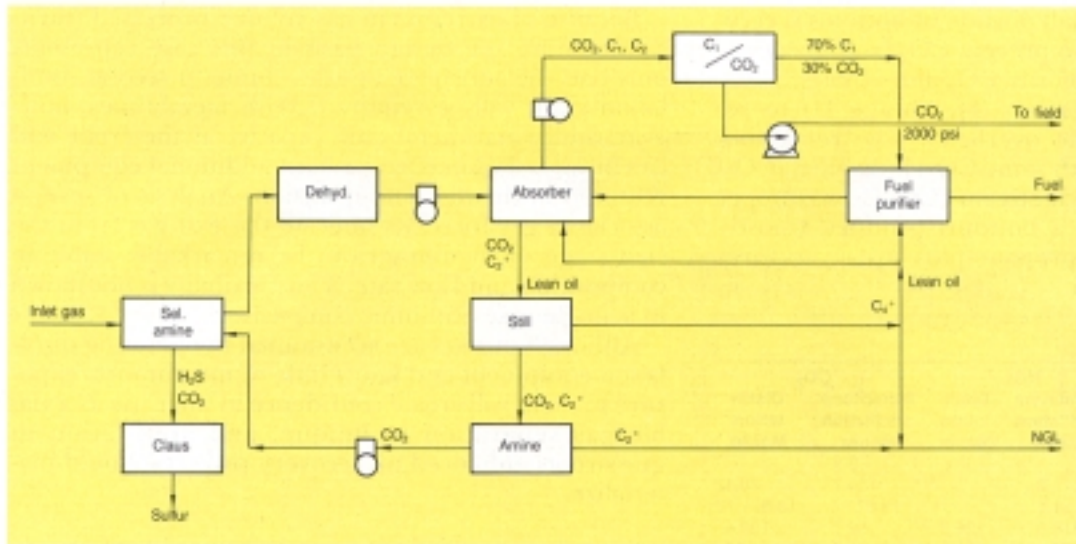 CO₂, C₁, C₂
C₁
CO₂
70% C₁
30% CO₂
CO₂
To field
2000 psi
Dehyd.
Absorber
Fuel
purifier
Fuel
CO₂
C₂⁺
Lean oil
Lean oil
Inlet gas
Sel.
amine
Still
C₄⁺
H₂S
CO₂
CO₂, C₂⁺
Claus
CO₂
Amine
C₂⁺
NGL
Sulfur